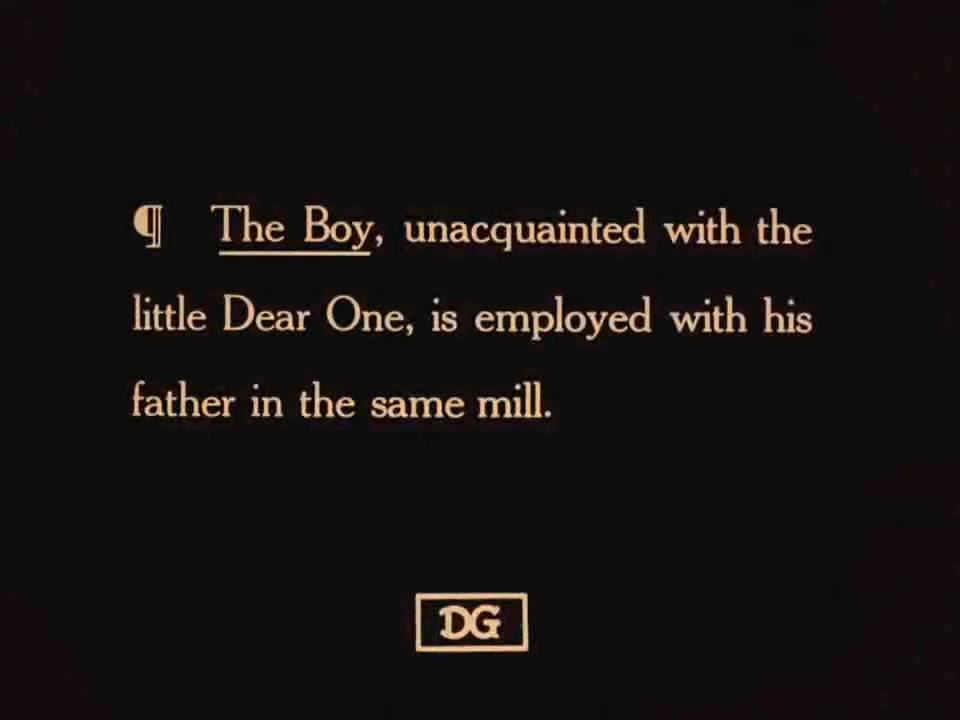 ¶ The Boy, unacquainted with the
little Dear One, is employed with his
father in the same mill.
DG